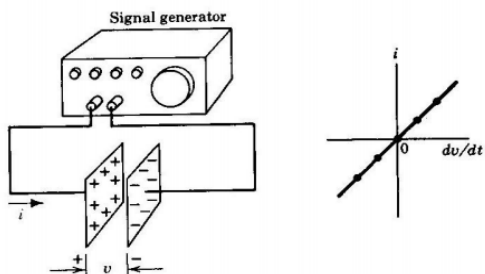 Signal generator
i
0
dv/dt
+ + + + + + + + + +
− − − − − − − − −
i
+ v −